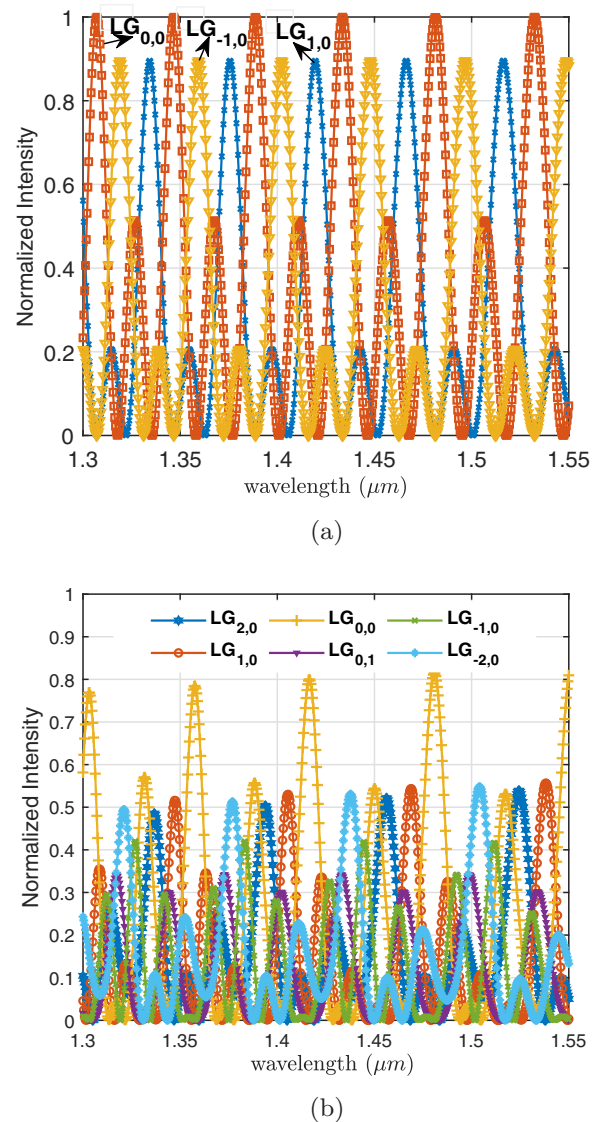 LG0,0 LG-1,0 LG1,0
1
0.8
0.6
0.4
0.2
0
Normalized Intensity
1.3 1.35 1.4 1.45 1.5 1.55
wavelength (μm)
(a)
1
0.9
0.8
0.7
0.6
0.5
0.4
0.3
0.2
0.1
0
Normalized Intensity
LG2,0 LG0,0 LG-1,0
LG1,0 LG0,1 LG-2,0
1.3 1.35 1.4 1.45 1.5 1.55
wavelength (μm)
(b)